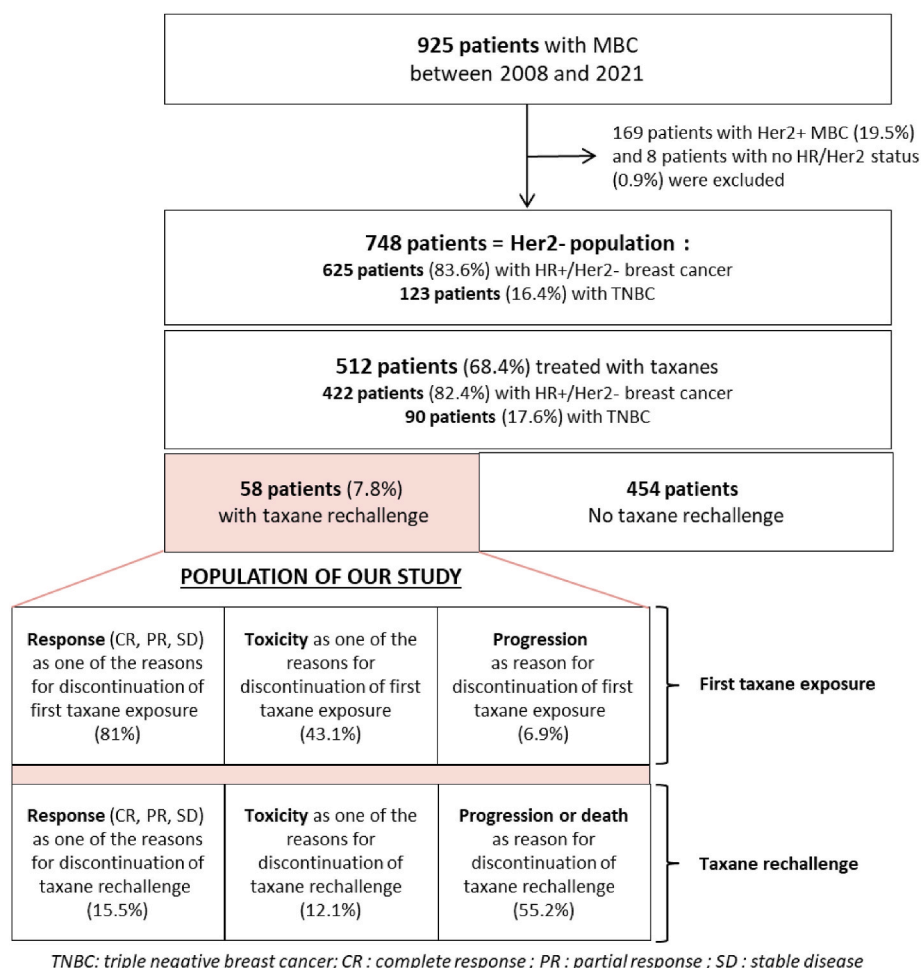 925 patients with MBC
between 2008 and 2021
169 patients with Her2+ MBC (19.5%)
and 8 patients with no HR/Her2 status
(0.9%) were excluded
748 patients = Her2- population :
625 patients (83.6%) with HR+/Her2- breast cancer
123 patients (16.4%) with TNBC
512 patients (68.4%) treated with taxanes
422 patients (82.4%) with HR+/Her2- breast cancer
90 patients (17.6%) with TNBC
58 patients (7.8%)
with taxane rechallenge
454 patients
No taxane rechallenge
POPULATION OF OUR STUDY
Response (CR, PR, SD)
as one of the reasons
for discontinuation of
first taxane exposure
(81%)
Toxicity as one of the
reasons for
discontinuation of first
taxane exposure
(43.1%)
Progression
as reason for
discontinuation of first
taxane exposure
(6.9%)
First taxane exposure
Response (CR, PR, SD)
as one of the reasons
for discontinuation of
taxane rechallenge
(15.5%)
Toxicity as one of the
reasons for
discontinuation of
taxane rechallenge
(12.1%)
Progression or death
as reason for
discontinuation of
taxane rechallenge
(55.2%)
Taxane rechallenge
TNBC: triple negative breast cancer; CR : complete response ; PR : partial response ; SD : stable disease